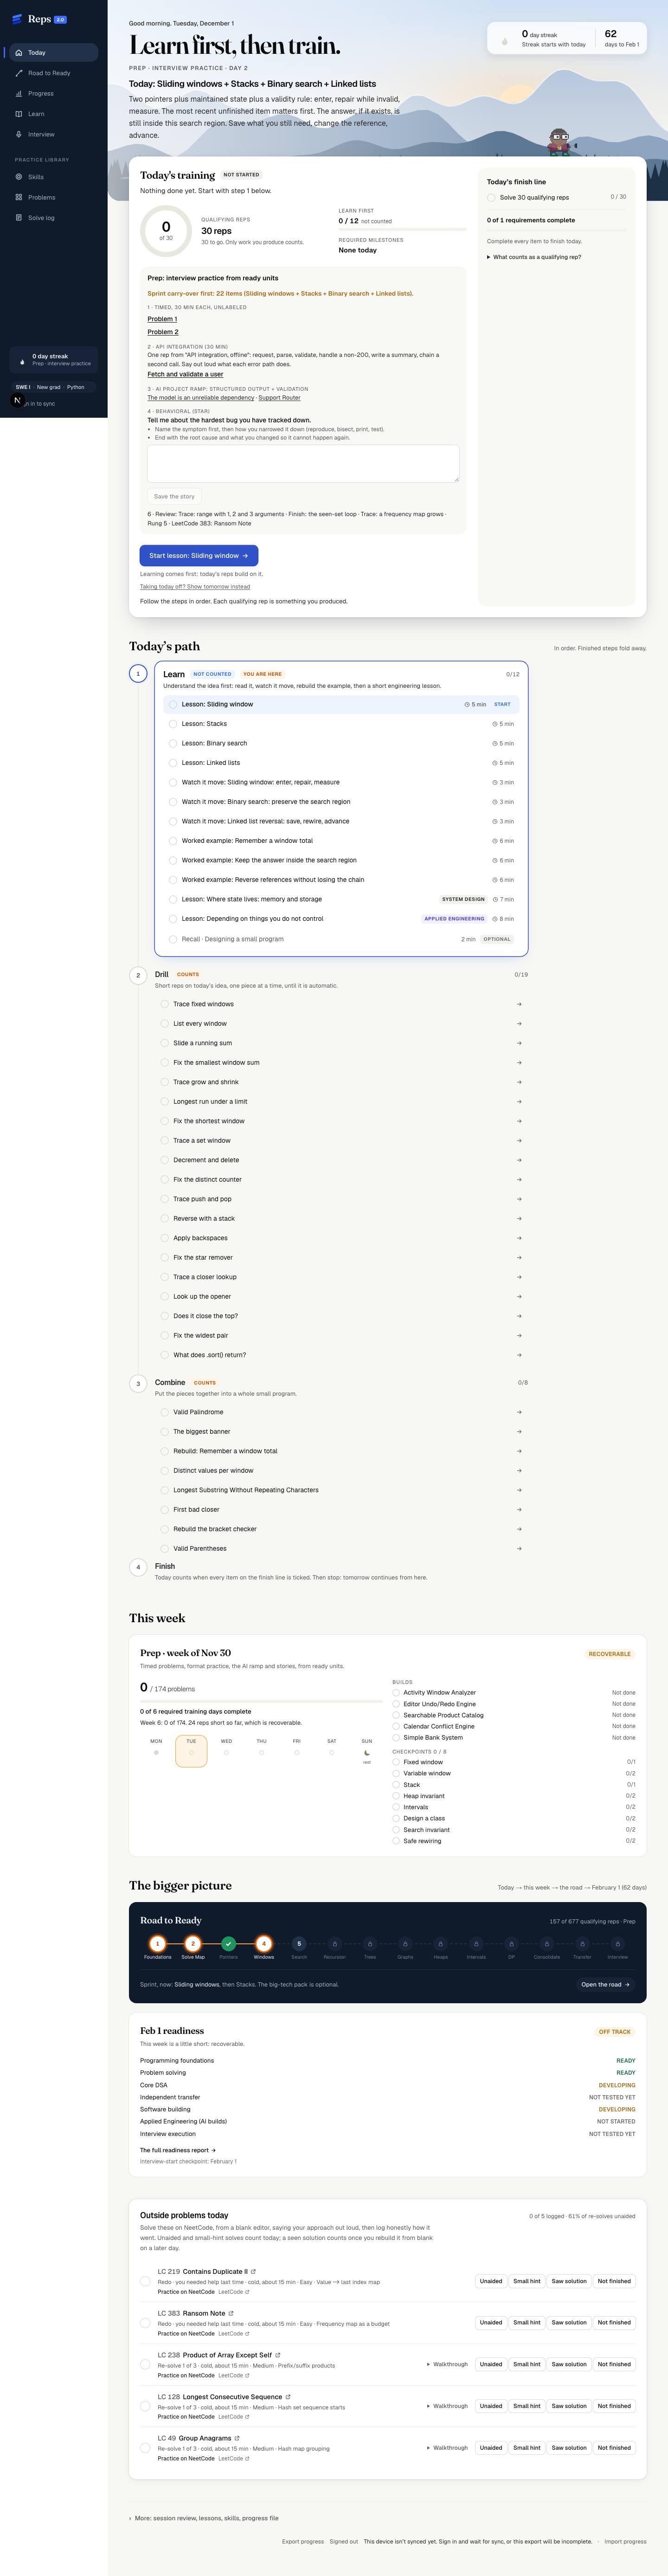 Reps 2.0
Today
Road to Ready
Progress
Learn
Interview
PRACTICE LIBRARY
Skills
Problems
Solve log
0 day streak
Prep · interview practice
SWE I · New grad · Python
N
n in to sync
Good morning. Tuesday, December 1
Learn first, then train.
PREP · INTERVIEW PRACTICE · DAY 2
Today: Sliding windows + Stacks + Binary search + Linked lists
Two pointers plus maintained state plus a validity rule: enter, repair while invalid,
measure. The most recent unfinished item matters first. The answer, if it exists, is
still inside this search region. Save what you still need, change the reference,
advance.
0 day streak
Streak starts with today
62
days to Feb 1
Today's training NOT STARTED
Nothing done yet. Start with step 1 below.
0
of 30
QUALIFYING REPS
30 reps
30 to go. Only work you produce counts.
LEARN FIRST
0 / 12 not counted
REQUIRED MILESTONES
None today
Prep: interview practice from ready units
Sprint carry-over first: 22 items (Sliding windows + Stacks + Binary search + Linked lists).
1 · TIMED, 30 MIN EACH, UNLABELED
Problem 1
Problem 2
2 · API INTEGRATION (30 MIN)
One rep from "API integration, offline": request, parse, validate, handle a non-200, write a summary, chain a
second call. Say out loud what each error path does.
Fetch and validate a user
3 · AI PROJECT RAMP: STRUCTURED OUTPUT + VALIDATION
The model is an unreliable dependency · Support Router
4 · BEHAVIORAL (STAR)
Tell me about the hardest bug you have tracked down.
• Name the symptom first, then how you narrowed it down (reproduce, bisect, print, test).
• End with the root cause and what you changed so it cannot happen again.
Save the story
6 · Review: Trace: range with 1, 2 and 3 arguments · Finish: the seen-set loop · Trace: a frequency map grows ·
Rung 5 · LeetCode 383: Ransom Note
Start lesson: Sliding window →
Learning comes first: today's reps build on it.
Taking today off? Show tomorrow instead
Follow the steps in order. Each qualifying rep is something you produced.
Today's finish line
Solve 30 qualifying reps 0 / 30
0 of 1 requirements complete
Complete every item to finish today.
▸ What counts as a qualifying rep?
Today's path
In order. Finished steps fold away.
1
Learn NOT COUNTED YOU ARE HERE 0/12
Understand the idea first: read it, watch it move, rebuild the example, then a short engineering lesson.
Lesson: Sliding window 5 min START
Lesson: Stacks 5 min
Lesson: Binary search 5 min
Lesson: Linked lists 5 min
Watch it move: Sliding window: enter, repair, measure 3 min
Watch it move: Binary search: preserve the search region 3 min
Watch it move: Linked list reversal: save, rewire, advance 3 min
Worked example: Remember a window total 6 min
Worked example: Keep the answer inside the search region 6 min
Worked example: Reverse references without losing the chain 6 min
Lesson: Where state lives: memory and storage SYSTEM DESIGN 7 min
Lesson: Depending on things you do not control APPLIED ENGINEERING 8 min
Recall · Designing a small program 2 min OPTIONAL
2
Drill COUNTS 0/19
Short reps on today's idea, one piece at a time, until it is automatic.
Trace fixed windows →
List every window →
Slide a running sum →
Fix the smallest window sum →
Trace grow and shrink →
Longest run under a limit →
Fix the shortest window →
Trace a set window →
Decrement and delete →
Fix the distinct counter →
Trace push and pop →
Reverse with a stack →
Apply backspaces →
Fix the star remover →
Trace a closer lookup →
Look up the opener →
Does it close the top? →
Fix the widest pair →
What does .sort() return? →
3
Combine COUNTS 0/8
Put the pieces together into a whole small program.
Valid Palindrome →
The biggest banner →
Rebuild: Remember a window total →
Distinct values per window →
Longest Substring Without Repeating Characters →
First bad closer →
Rebuild the bracket checker →
Valid Parentheses →
4
Finish
Today counts when every item on the finish line is ticked. Then stop; tomorrow continues from here.
This week
Prep · week of Nov 30 RECOVERABLE
Timed problems, format practice, the AI ramp and stories, from ready units.
0 / 174 problems
0 of 6 required training days complete
Week 6: 0 of 174. 24 reps short so far, which is recoverable.
MON TUE WED THU FRI SAT SUN
rest
BUILDS
Activity Window Analyzer Not done
Editor Undo/Redo Engine Not done
Searchable Product Catalog Not done
Calendar Conflict Engine Not done
Simple Bank System Not done
CHECKPOINTS 0 / 8
Fixed window 0/1
Variable window 0/2
Stack 0/1
Heap invariant 0/2
Intervals 0/2
Design a class 0/2
Search invariant 0/2
Safe rewiring 0/2
The bigger picture
Today → this week → the road → February 1 (62 days)
Road to Ready 157 of 677 qualifying reps · Prep
1 2 4 5
Foundations Solve Map Pointers Windows Search Recursion Trees Graphs Heaps Intervals DP Consolidate Transfer Interview
Sprint, now: Sliding windows, then Stacks. The big-tech pack is optional.
Open the road →
Feb 1 readiness OFF TRACK
This week is a little short: recoverable.
Programming foundations READY
Problem solving READY
Core DSA DEVELOPING
Independent transfer NOT TESTED YET
Software building DEVELOPING
Applied Engineering (AI builds) NOT STARTED
Interview execution NOT TESTED YET
The full readiness report →
Interview-start checkpoint: February 1
Outside problems today 0 of 5 logged · 61% of re-solves unaided
Solve these on NeetCode, from a blank editor, saying your approach out loud, then log honestly how it
went. Unaided and small-hint solves count today; a seen solution counts once you rebuild it from blank
on a later day.
LC 219 Contains Duplicate II
Redo · you needed help last time · cold, about 15 min · Easy · Value → last index map
Practice on NeetCode LeetCode
Unaided Small hint Saw solution Not finished
LC 383 Ransom Note
Redo · you needed help last time · cold, about 15 min · Easy · Frequency map as a budget
Practice on NeetCode LeetCode
Unaided Small hint Saw solution Not finished
LC 238 Product of Array Except Self
Re-solve 1 of 3 · cold, about 15 min · Medium · Prefix/suffix products
Practice on NeetCode LeetCode
▸ Walkthrough Unaided Small hint Saw solution Not finished
LC 128 Longest Consecutive Sequence
Re-solve 1 of 3 · cold, about 15 min · Medium · Hash set sequence starts
Practice on NeetCode LeetCode
▸ Walkthrough Unaided Small hint Saw solution Not finished
LC 49 Group Anagrams
Re-solve 1 of 3 · cold, about 15 min · Medium · Hash map grouping
Practice on NeetCode LeetCode
▸ Walkthrough Unaided Small hint Saw solution Not finished
› More: session review, lessons, skills, progress file
Export progress Signed out This device isn't synced yet. Sign in and wait for sync, or this export will be incomplete. · Import progress